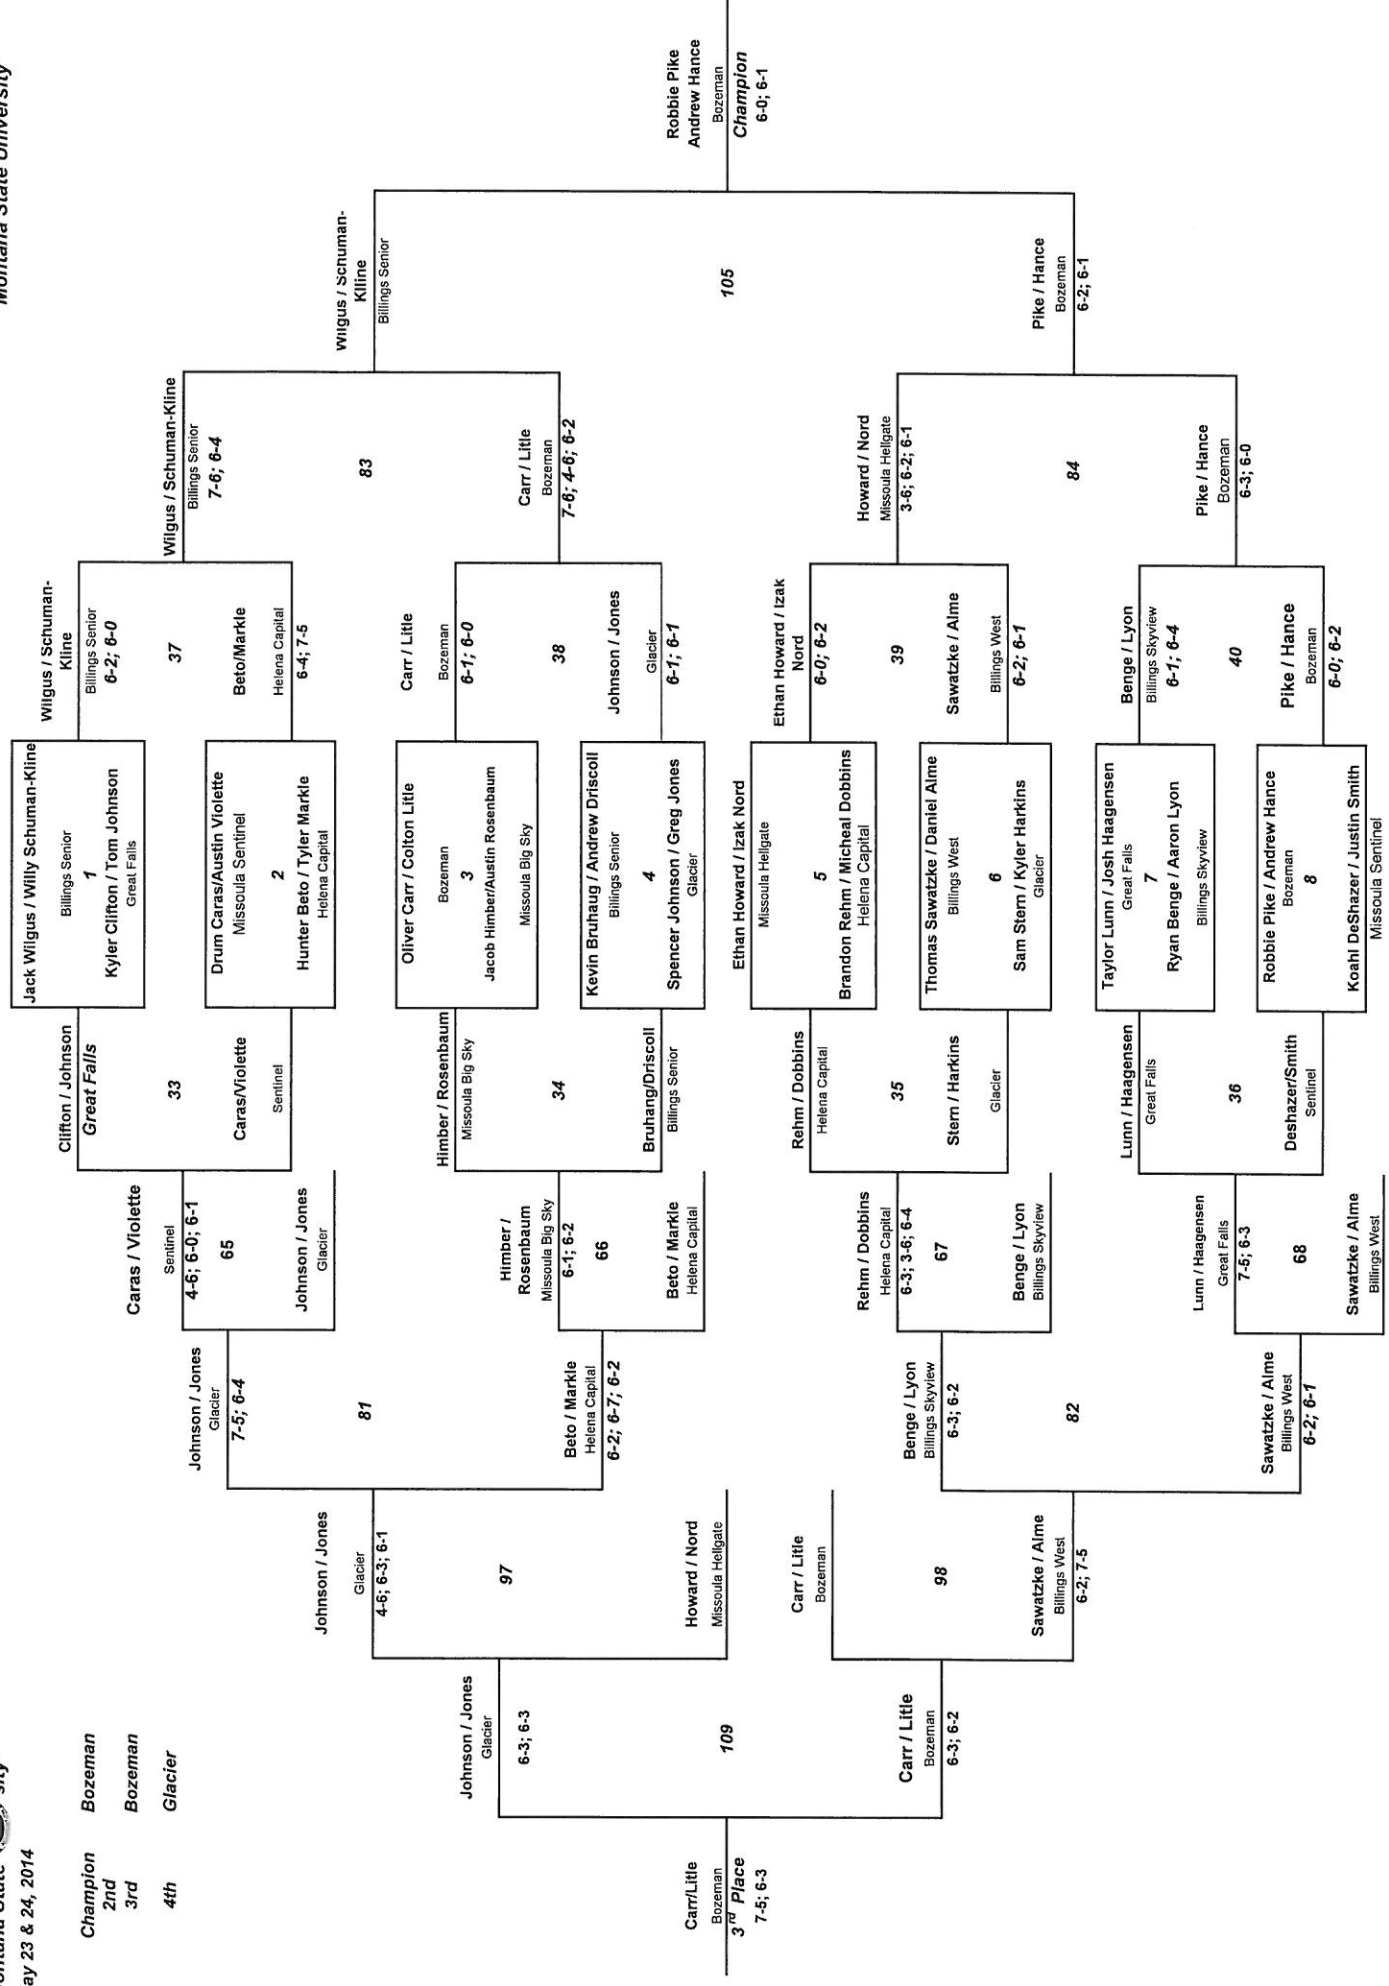 Montana State University
ay 23 & 24, 2014
Champion Bozeman
2nd
3rd Bozeman
4th Glacier
Jack Wilgus / Willy Schuman-Kline
Billings Senior
1
Kyler Clifton / Tom Johnson
Great Falls
Drum Caras/Austin Violette
Missoula Sentinel
2
Hunter Beto / Tyler Markle
Helena Capital
Oliver Carr / Colton Litle
Bozeman
3
Jacob Himber/Austin Rosenbaum
Missoula Big Sky
Kevin Bruhaug / Andrew Driscoll
Billings Senior
4
Spencer Johnson / Greg Jones
Glacier
Ethan Howard / Izak Nord
Missoula Hellgate
5
Brandon Rehm / Micheal Dobbins
Helena Capital
Thomas Sawatzke / Daniel Alme
Billings West
6
Sam Stern / Kyler Harkins
Glacier
Taylor Lunn / Josh Haagensen
Great Falls
7
Ryan Benge / Aaron Lyon
Billings Skyview
Robbie Pike / Andrew Hance
Bozeman
8
Koahl DeShazer / Justin Smith
Missoula Sentinel
Wilgus / Schuman-
Kline
Billings Senior
6-2; 6-0
37
Beto/Markle
Helena Capital
6-4; 7-5
Carr / Litle
Bozeman
6-1; 6-0
38
Johnson / Jones
Glacier
6-1; 6-1
Ethan Howard / Izak
Nord
6-0; 6-2
39
Sawatzke / Alme
Billings West
6-2; 6-1
Benge / Lyon
Billings Skyview
6-1; 6-4
40
Pike / Hance
Bozeman
6-0; 6-2
Wilgus / Schuman-Kline
Billings Senior
7-6; 6-4
83
Carr / Litle
Bozeman
7-6; 4-6; 6-2
Howard / Nord
Missoula Hellgate
3-6; 6-2; 6-1
84
Pike / Hance
Bozeman
6-3; 6-0
Wilgus / Schuman-
Klline
Billings Senior
105
Pike / Hance
Bozeman
6-2; 6-1
Robbie Pike
Andrew Hance
Bozeman
Champion
6-0; 6-1
Clifton / Johnson
Great Falls
33
Caras/Violette
Sentinel
Himber / Rosenbaum
Missoula Big Sky
34
Bruhang/Driscoll
Billings Senior
Rehm / Dobbins
Helena Capital
35
Stern / Harkins
Glacier
Lunn / Haagensen
Great Falls
36
Deshazer/Smith
Sentinel
Caras / Violette
Sentinel
4-6; 6-0; 6-1
65
Johnson / Jones
Glacier
Himber /
Rosenbaum
Missoula Big Sky
6-1; 6-2
66
Beto / Markle
Helena Capital
Rehm / Dobbins
Helena Capital
6-3; 3-6; 6-4
67
Benge / Lyon
Billings Skyview
Lunn / Haagensen
Great Falls
7-5; 6-3
68
Sawatzke / Alme
Billings West
Johnson / Jones
Glacier
7-5; 6-4
81
Beto / Markle
Helena Capital
6-2; 6-7; 6-2
Benge / Lyon
Billings Skyview
6-3; 6-2
82
Sawatzke / Alme
Billings West
6-2; 6-1
Johnson / Jones
Glacier
4-6; 6-3; 6-1
97
Howard / Nord
Missoula Hellgate
Carr / Litle
Bozeman
98
Sawatzke / Alme
Billings West
6-2; 7-5
Johnson / Jones
Glacier
6-3; 6-3
109
Carr / Litle
Bozeman
6-3; 6-2
Carr/Litle
Bozeman
3rd Place
7-5; 6-3